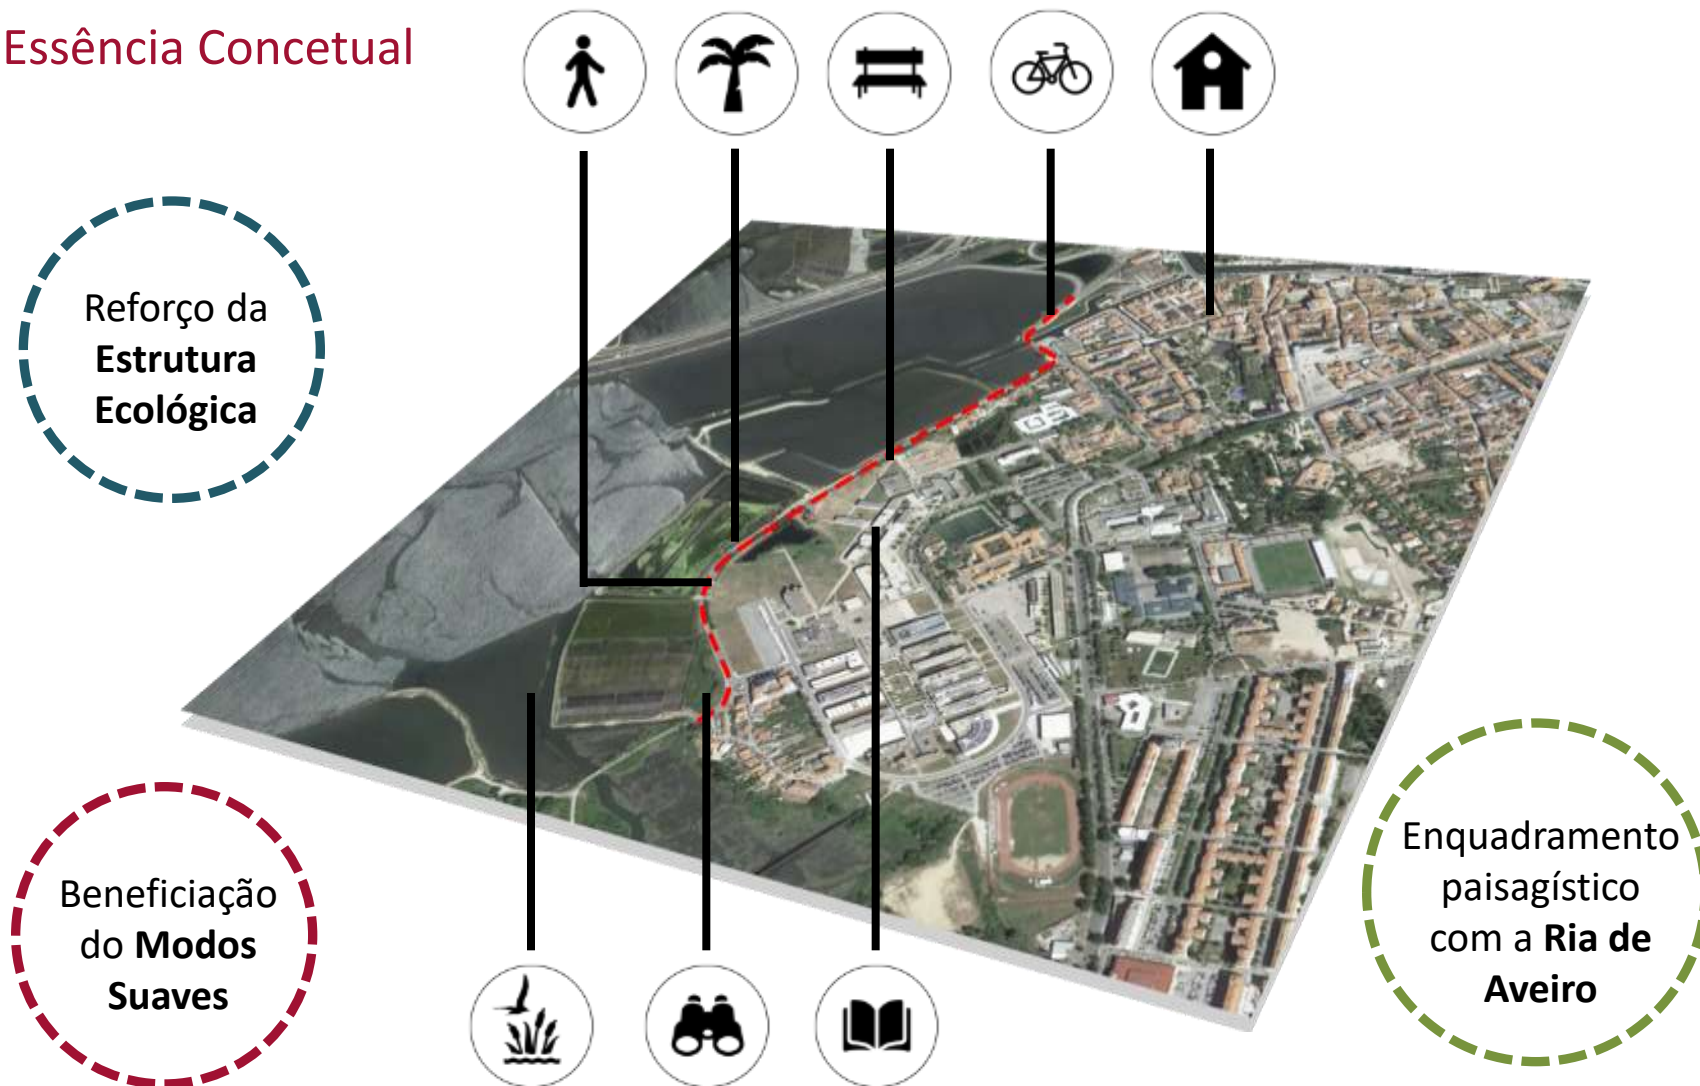 Essência Concetual
Reforço da
Estrutura
Ecológica
Beneficiação
do Modos
Suaves
Enquadramento
paisagístico
com a Ria de
Aveiro